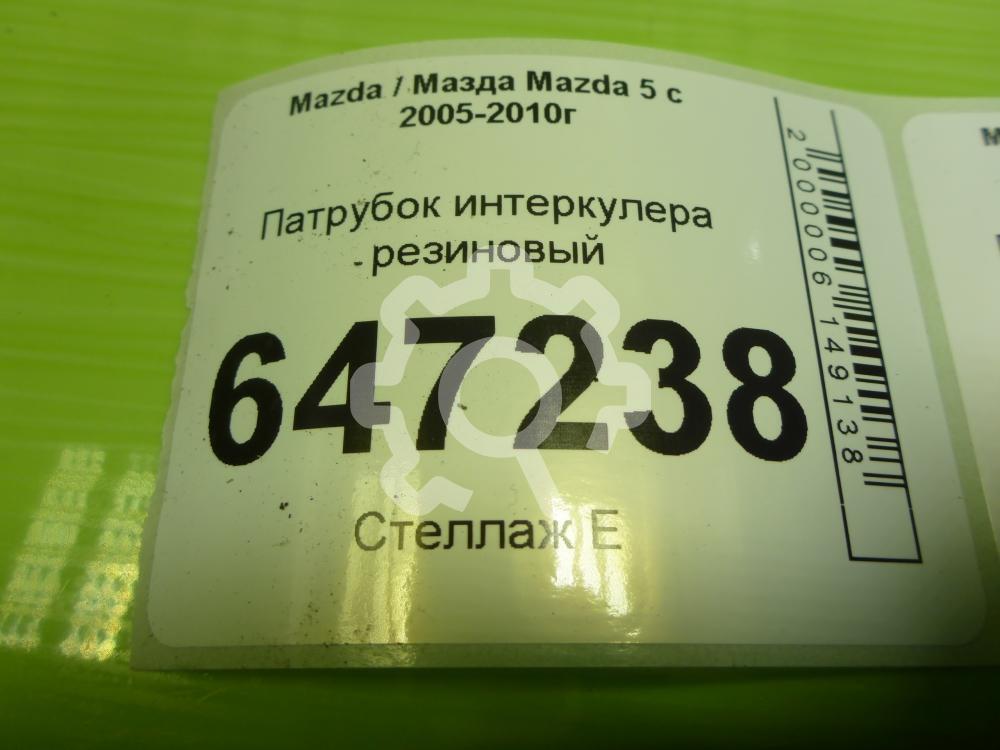 Mazda / Мазда Mazda 5 с
2005-2010г
Патрубок интеркулера
резиновый
647238
Стеллаж Е
2000006149138
М